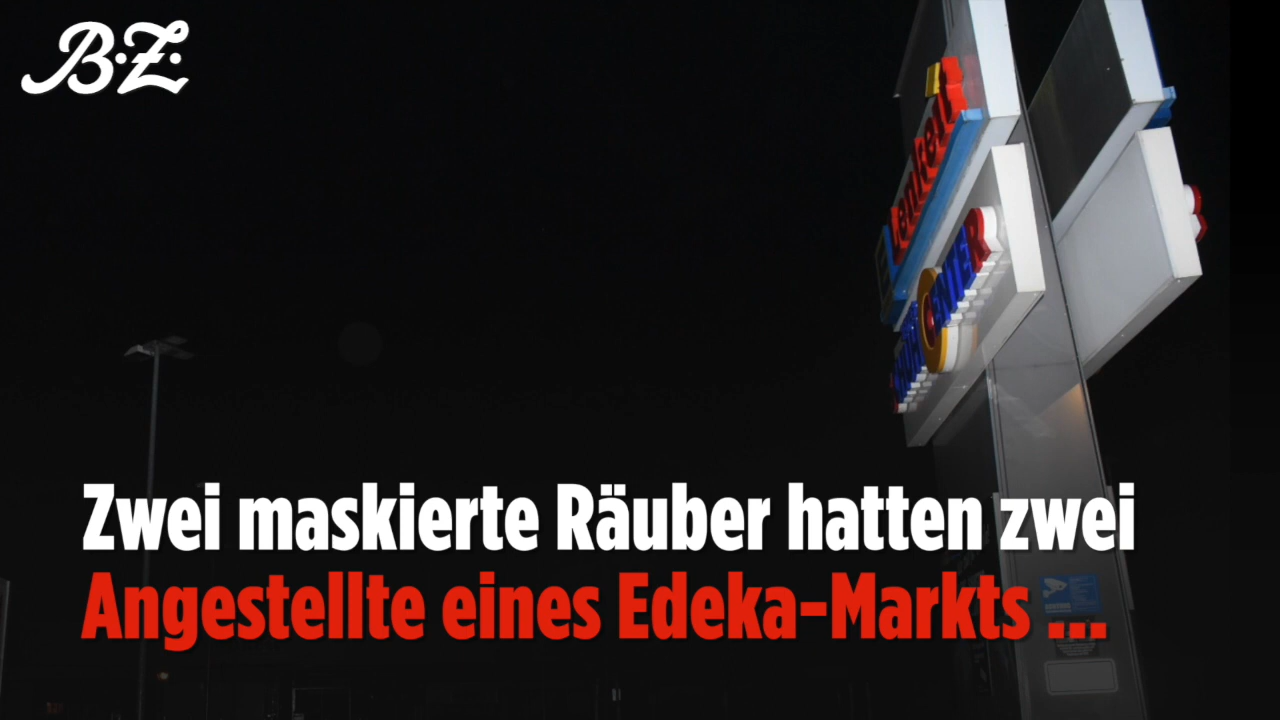 B.Z.
Zwei maskierte Räuber hatten zwei
Angestellte eines Edeka-Markts ...